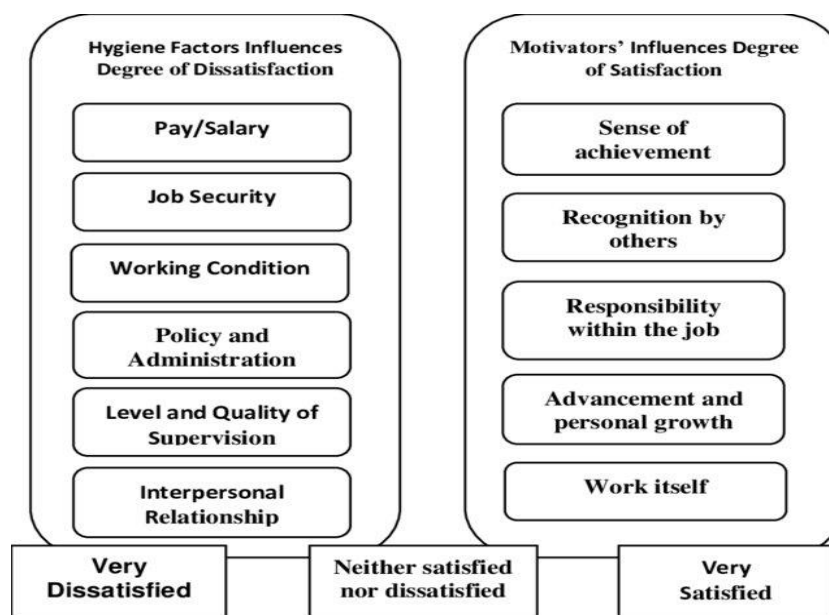 Hygiene Factors Influences
Degree of Dissatisfaction
Pay/Salary
Job Security
Working Condition
Policy and
Administration
Level and Quality of
Supervision
Interpersonal
Relationship
Motivators’ Influences Degree
of Satisfaction
Sense of
achievement
Recognition by
others
Responsibility
within the job
Advancement and
personal growth
Work itself
Very
Dissatisfied
Neither satisfied
nor dissatisfied
Very
Satisfied